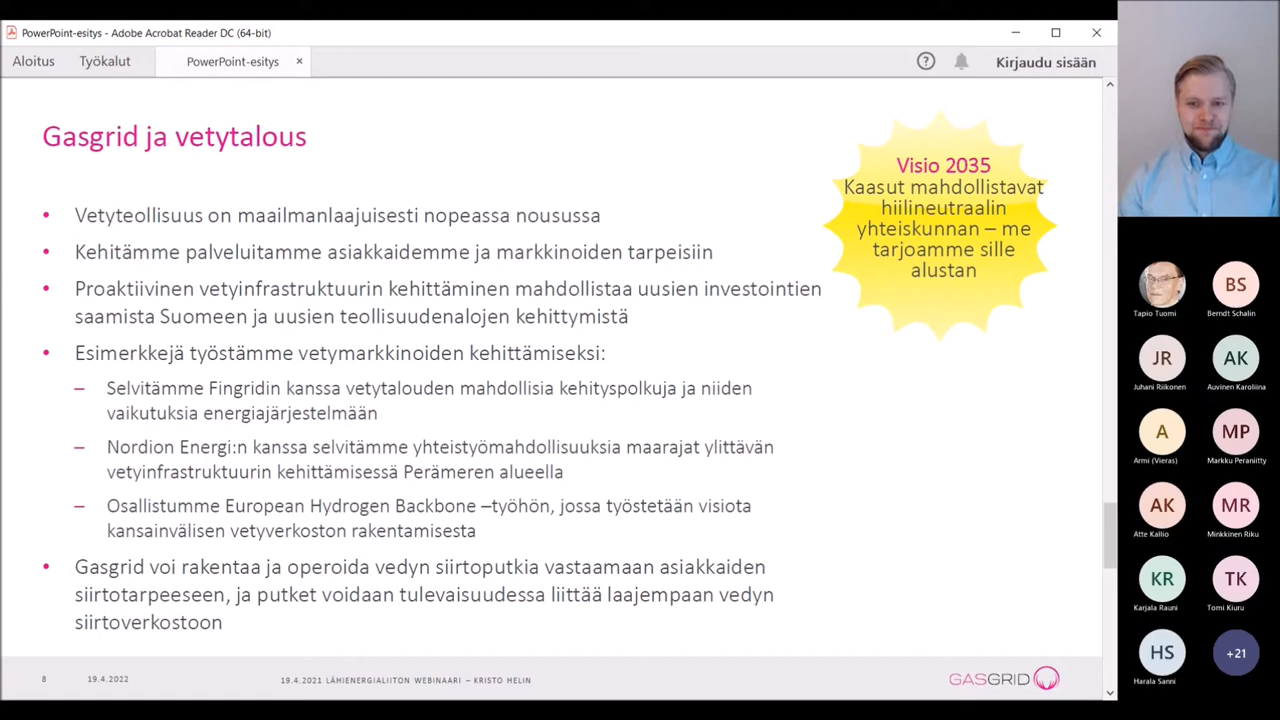 PowerPoint-esitys - Adobe Acrobat Reader DC (64-bit)
Aloitus
Työkalut
PowerPoint-esitys
Kirjaudu sisään
Gasgrid ja vetytalous
• Vetyteollisuus on maailmanlaajuisesti nopeassa nousussa
• Kehitämme palveluitamme asiakkaidemme ja markkinoiden tarpeisiin
• Proaktiivinen vetyinfrastruktuurin kehittäminen mahdollistaa uusien investointien
saamista Suomeen ja uusien teollisuudenalojen kehittymistä
• Esimerkkejä työstämme vetymarkkinoiden kehittämiseksi:
– Selvitämme Fingridin kanssa vetytalouden mahdollisia kehityspolkuja ja niiden
vaikutuksia energiajärjestelmään
– Nordion Energi:n kanssa selvitämme yhteistyömahdollisuuksia maarajat ylittävän
vetyinfrastruktuurin kehittämisessä Perämeren alueella
– Osallistumme European Hydrogen Backbone –työhön, jossa työstetään visiota
kansainvälisen vetyverkoston rakentamisesta
• Gasgrid voi rakentaa ja operoida vedyn siirtoputkia vastaamaan asiakkaiden
siirtotarpeeseen, ja putket voidaan tulevaisuudessa liittää laajempaan vedyn
siirtoverkostoon
Visio 2035
Kaasut mahdollistavat
hiilineutraalin
yhteiskunnan – me
tarjoamme sille
alustan
8
19.4.2022
19.4.2021 LÄHIENERGIALIITON WEBINAARI – KRISTO HELIN
GASGRID
Tapio Tuomi
BS
Berndt Schalin
JR
Juhani Riikonen
AK
Auvinen Karoliina
A
Armi (Vieras)
MP
Markku Peraniitty
AK
Atte Kallio
MR
Minkkinen Riku
KR
Karjala Rauni
TK
Tomi Kiuru
HS
Harala Sanni
+21